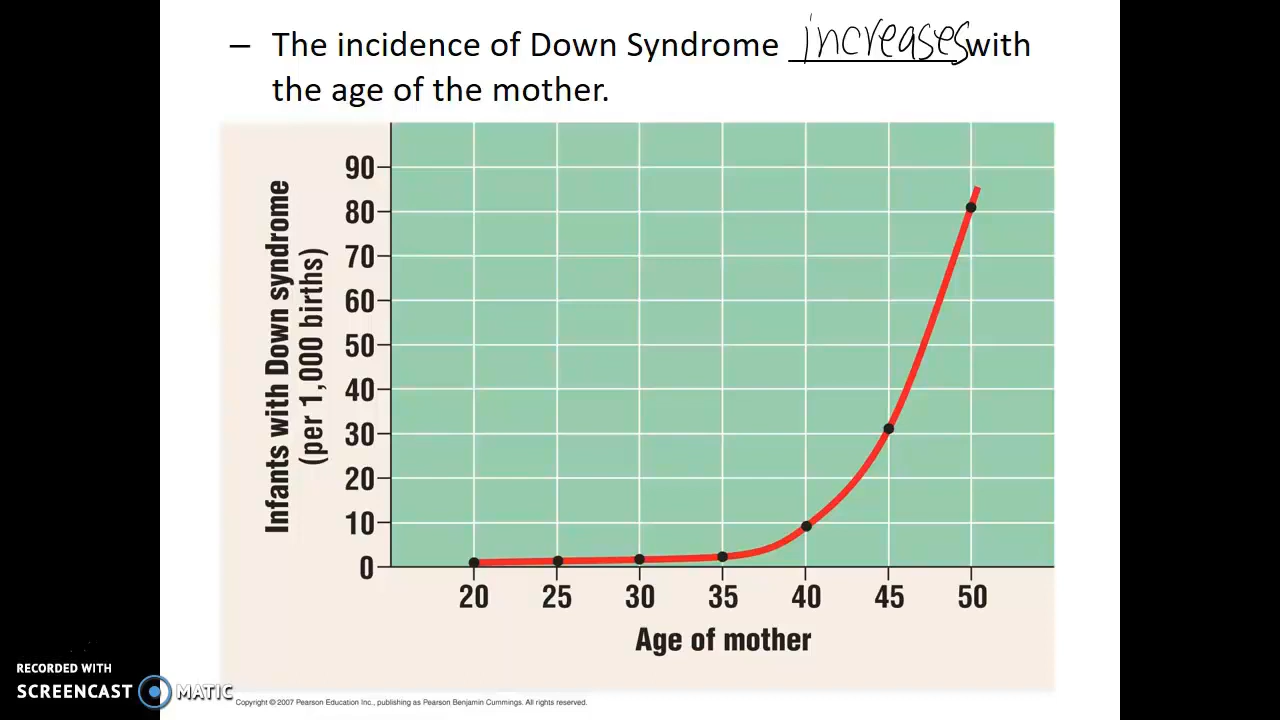 – The incidence of Down Syndrome increases with
the age of the mother.
Infants with Down syndrome
(per 1,000 births)
90
80
70
60
50
40
30
20
10
0
20 25 30 35 40 45 50
Age of mother
RECORDED WITH
SCREENCAST MATIC
Copyright © 2007 Pearson Education Inc., publishing as Pearson Benjamin Cummings. All rights reserved.